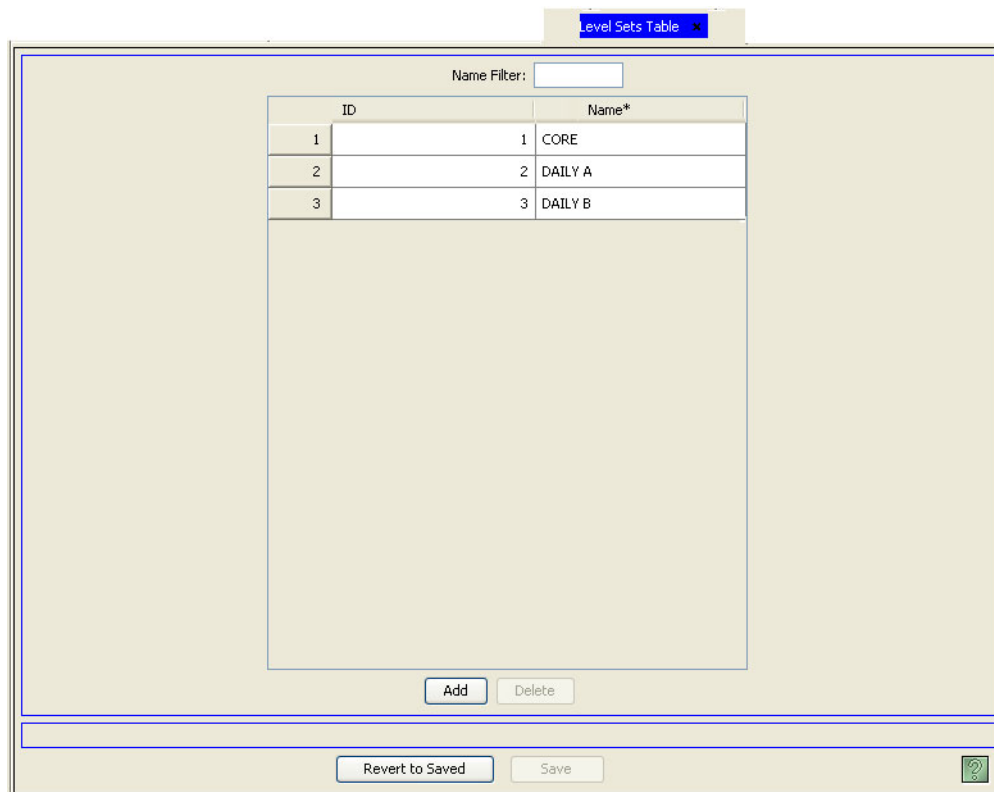 Level Sets Table ×
Name Filter:
ID Name*
1 1 CORE
2 2 DAILY A
3 3 DAILY B
Add Delete
Revert to Saved Save ?